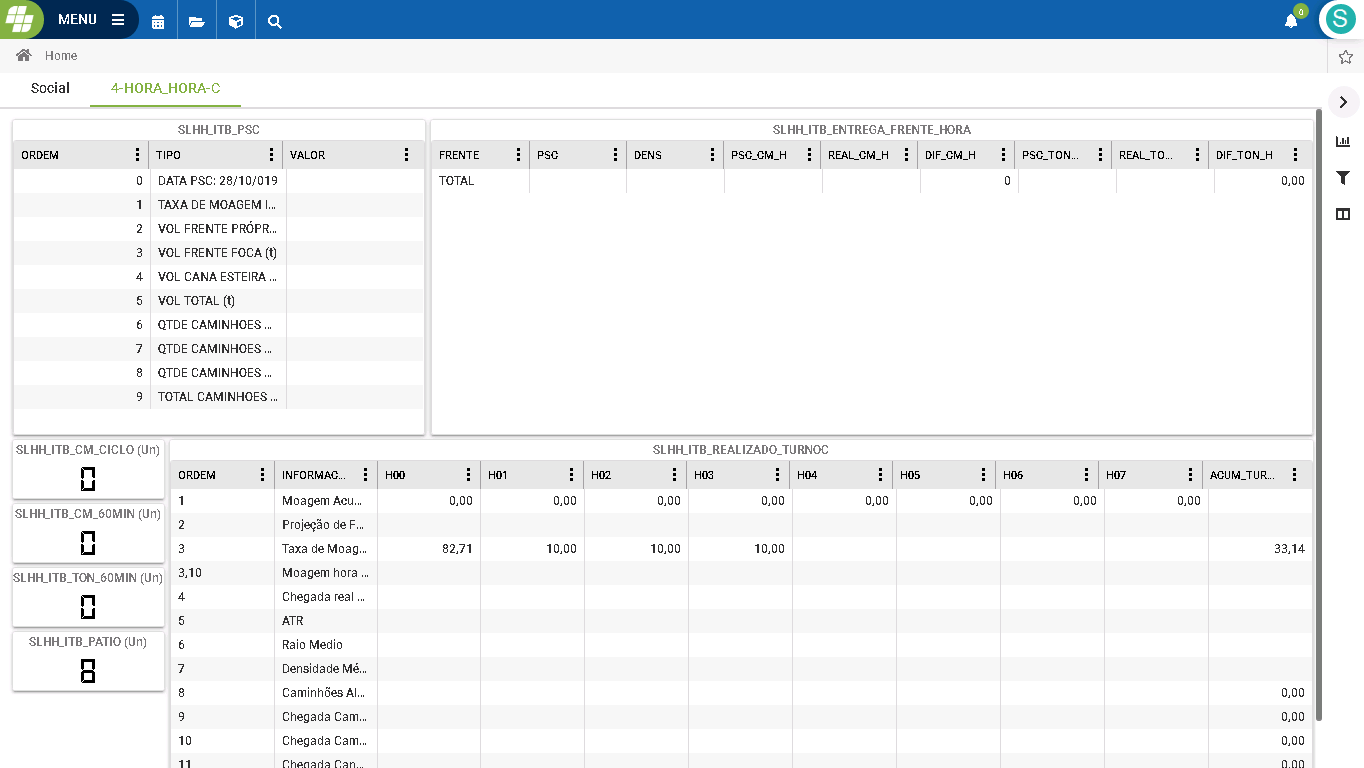 MENU
0
S
Home
Social 4-HORA_HORA-C
SLHH_ITB_PSC
ORDEM TIPO VALOR
0 DATA PSC: 28/10/019
1 TAXA DE MOAGEM I...
2 VOL FRENTE PRÓPR...
3 VOL FRENTE FOCA (t)
4 VOL CANA ESTEIRA ...
5 VOL TOTAL (t)
6 QTDE CAMINHOES ...
7 QTDE CAMINHOES ...
8 QTDE CAMINHOES ...
9 TOTAL CAMINHOES ...
SLHH_ITB_ENTREGA_FRENTE_HORA
FRENTE PSC DENS PSC_CM_H REAL_CM_H DIF_CM_H PSC_TON... REAL_TO... DIF_TON_H
TOTAL 0 0,00
SLHH_ITB_CM_CICLO (Un)
0
SLHH_ITB_CM_60MIN (Un)
0
SLHH_ITB_TON_60MIN (Un)
0
SLHH_ITB_PATIO (Un)
8
SLHH_ITB_REALIZADO_TURNOC
ORDEM INFORMAC... H00 H01 H02 H03 H04 H05 H06 H07 ACUM_TUR...
1 Moagem Acu... 0,00 0,00 0,00 0,00 0,00 0,00 0,00 0,00
2 Projeção de F...
3 Taxa de Moag... 82,71 10,00 10,00 10,00 33,14
3,10 Moagem hora ...
4 Chegada real ...
5 ATR
6 Raio Medio
7 Densidade Mé...
8 Caminhões Al... 0,00
9 Chegada Cam... 0,00
10 Chegada Cam... 0,00
11 Chegada Can... 0,00